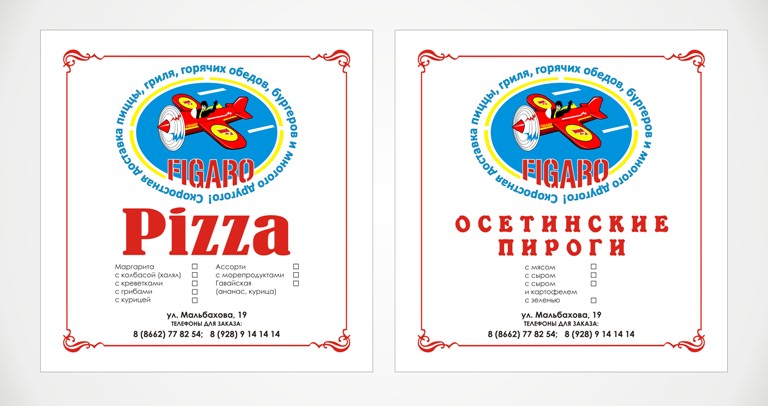 Скоростная доставка пиццы, гриля, горячих обедов, бургеров и многого другого!
FIGARO
Pizza
Маргарита
с колбасой (халял)
с креветками
с грибами
с курицей
Ассорти
с морепродуктами
Гавайская
(ананас, курица)
ул. Мальбахова, 19
ТЕЛЕФОНЫ ДЛЯ ЗАКАЗА:
8 (8662) 77 82 54; 8 (928) 9 14 14 14
Скоростная доставка пиццы, гриля, горячих обедов, бургеров и многого другого!
FIGARO
ОСЕТИНСКИЕ
ПИРОГИ
с мясом
с сыром
с сыром
и картофелем
с зеленью
ул. Мальбахова, 19
ТЕЛЕФОНЫ ДЛЯ ЗАКАЗА:
8 (8662) 77 82 54; 8 (928) 9 14 14 14